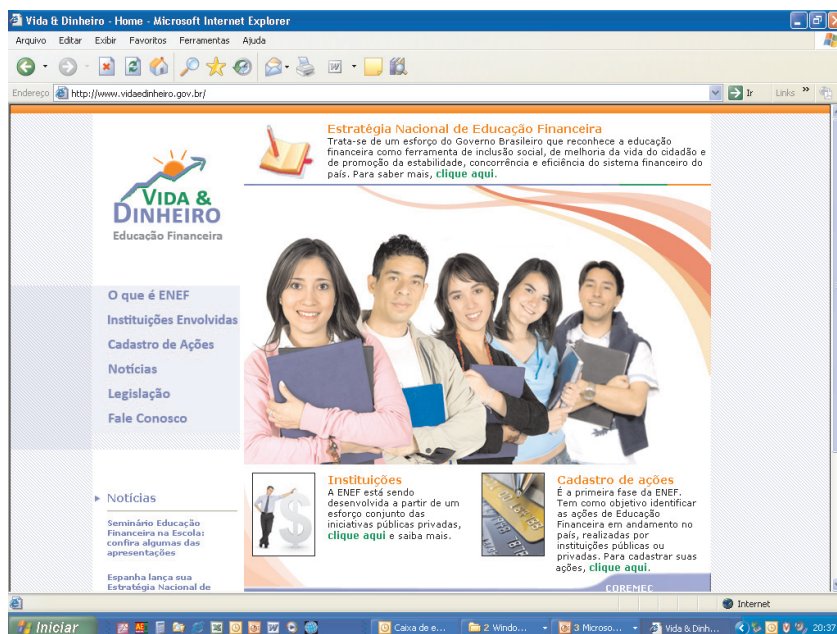 Vida & Dinheiro - Home - Microsoft Internet Explorer
Arquivo Editar Exibir Favoritos Ferramentas Ajuda
Endereço http://www.vidaedinheiro.gov.br/ Ir Links »
VIDA &
DINHEIRO
Educação Financeira
Estratégia Nacional de Educação Financeira
Trata-se de um esforço do Governo Brasileiro que reconhece a educação
financeira como ferramenta de inclusão social, de melhoria da vida do cidadão e
de promoção da estabilidade, concorrência e eficiência do sistema financeiro do
país. Para saber mais, clique aqui.
O que é ENEF
Instituições Envolvidas
Cadastro de Ações
Notícias
Legislação
Fale Conosco
Notícias
Seminário Educação
Financeira na Escola:
confira algumas das
apresentações
Espanha lança sua
Estratégia Nacional de
Instituições
A ENEF está sendo
desenvolvida a partir de um
esforço conjunto das
iniciativas públicas privadas,
clique aqui e saiba mais.
Cadastro de ações
É a primeira fase da ENEF.
Tem como objetivo identificar
as ações de Educação
Financeira em andamento no
país, realizadas por
instituições públicas ou
privadas. Para cadastrar suas
ações, clique aqui.
COREMEC
Internet
Iniciar Caixa de e... 2 Windo... 3 Microso... Vida & Dinh... 20:37